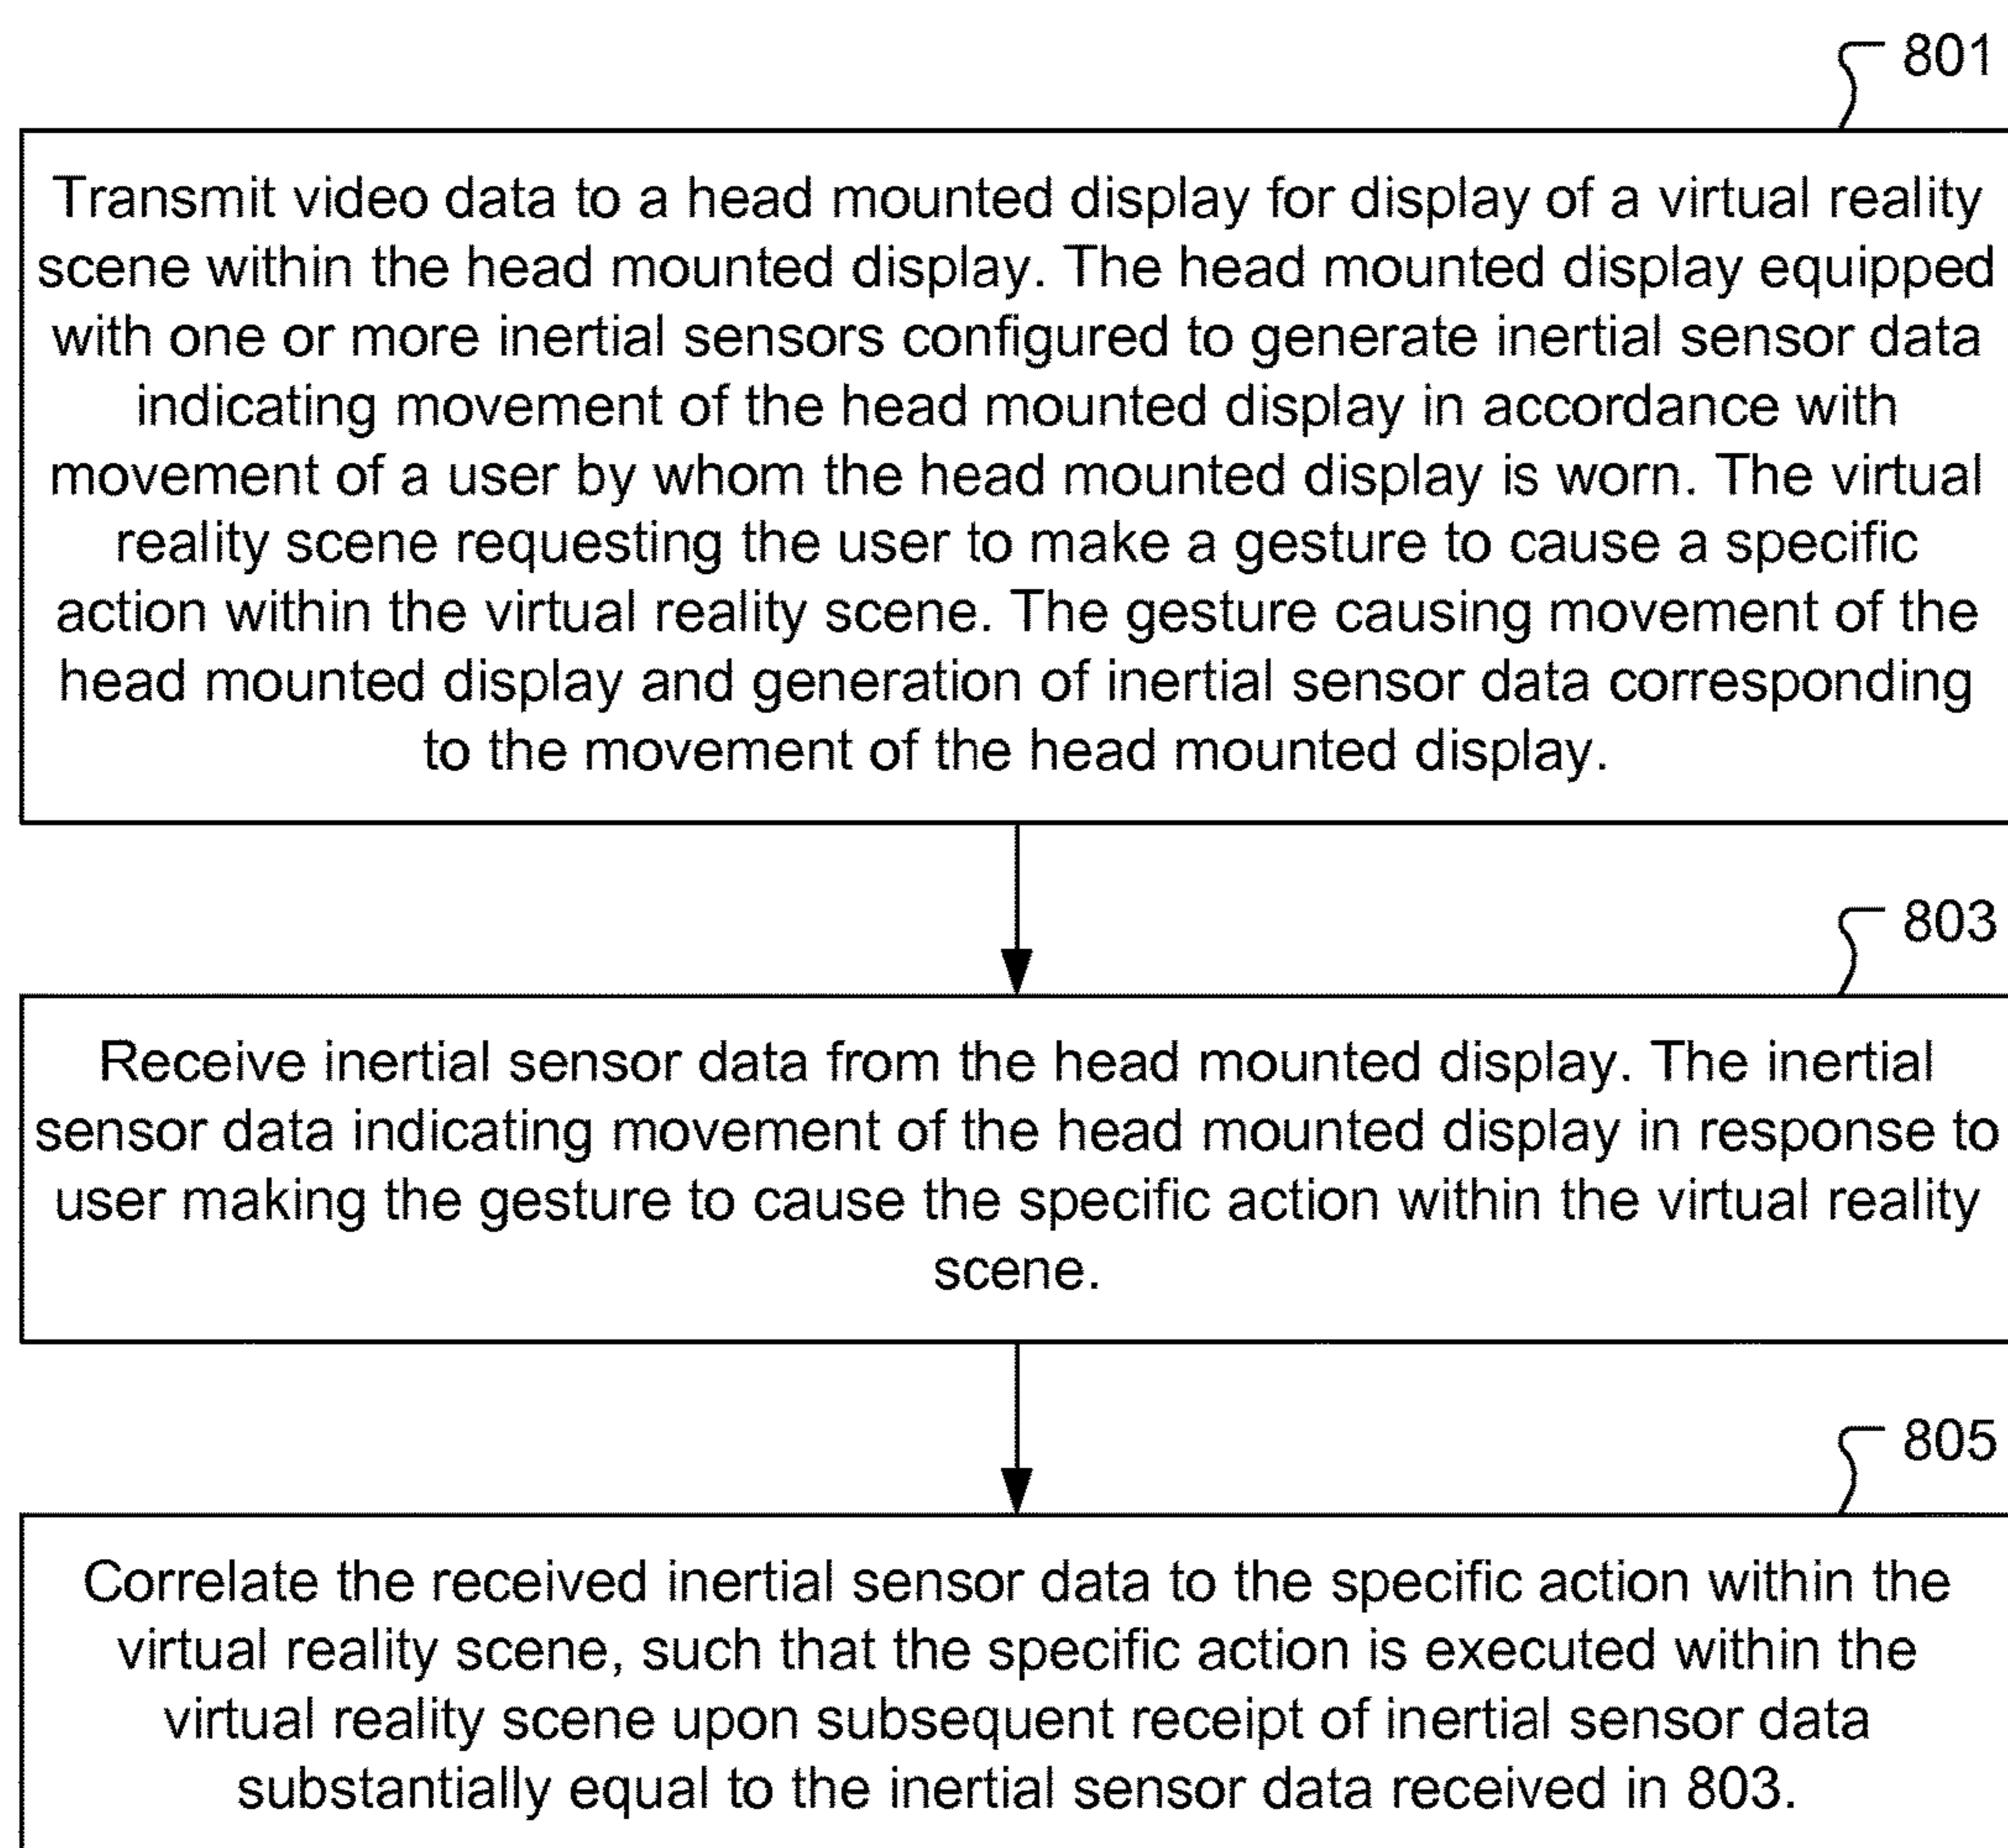 801
Transmit video data to a head mounted display for display of a virtual reality
scene within the head mounted display. The head mounted display equipped
with one or more inertial sensors configured to generate inertial sensor data
indicating movement of the head mounted display in accordance with
movement of a user by whom the head mounted display is worn. The virtual
reality scene requesting the user to make a gesture to cause a specific
action within the virtual reality scene. The gesture causing movement of the
head mounted display and generation of inertial sensor data corresponding
to the movement of the head mounted display.
803
Receive inertial sensor data from the head mounted display. The inertial
sensor data indicating movement of the head mounted display in response to
user making the gesture to cause the specific action within the virtual reality
scene.
805
Correlate the received inertial sensor data to the specific action within the
virtual reality scene, such that the specific action is executed within the
virtual reality scene upon subsequent receipt of inertial sensor data
substantially equal to the inertial sensor data received in 803.